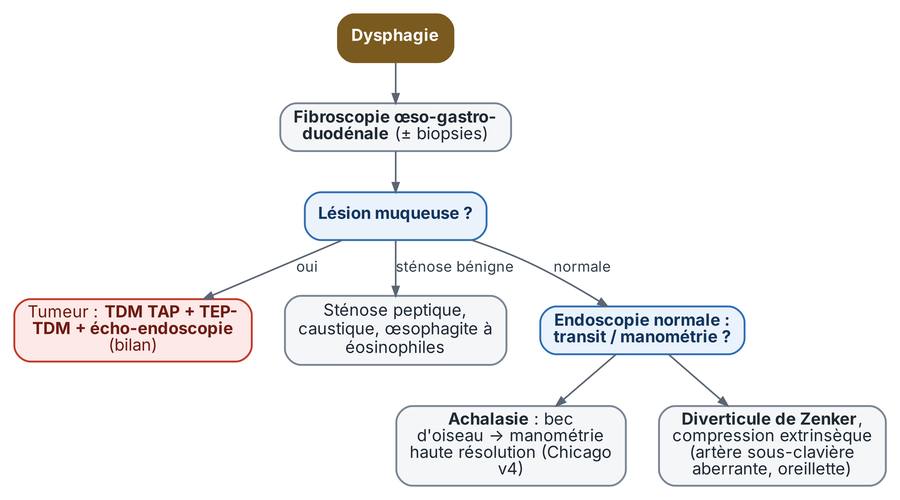 Dysphagie
Fibroscopie œso-gastro-
duodénale (± biopsies)
Lésion muqueuse ?
oui
sténose bénigne
normale
Tumeur : TDM TAP + TEP-
TDM + écho-endoscopie
(bilan)
Sténose peptique,
caustique, œsophagite à
éosinophiles
Endoscopie normale :
transit / manométrie ?
Achalasie : bec
d'oiseau → manométrie
haute résolution (Chicago
v4)
Diverticule de Zenker,
compression extrinsèque
(artère sous-clavière
aberrante, oreillette)